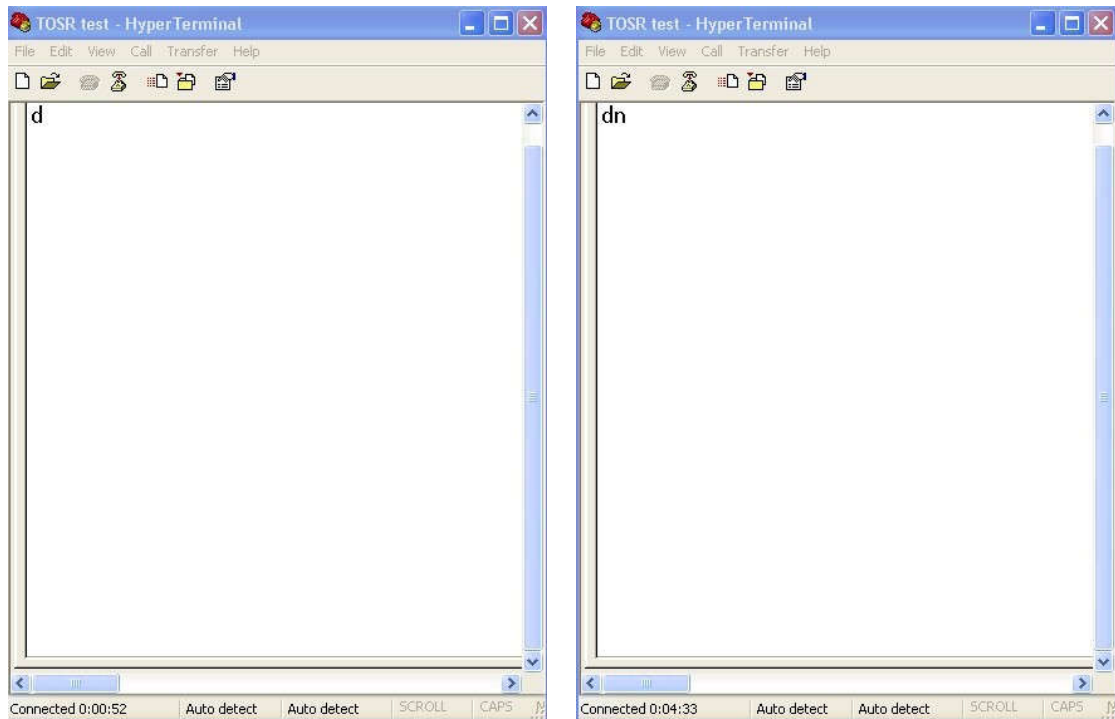 TOSR test - HyperTerminal
File Edit View Call Transfer Help
d
Connected 0:00:52 Auto detect Auto detect SCROLL CAPS
TOSR test - HyperTerminal
File Edit View Call Transfer Help
dn
Connected 0:04:33 Auto detect Auto detect SCROLL CAPS